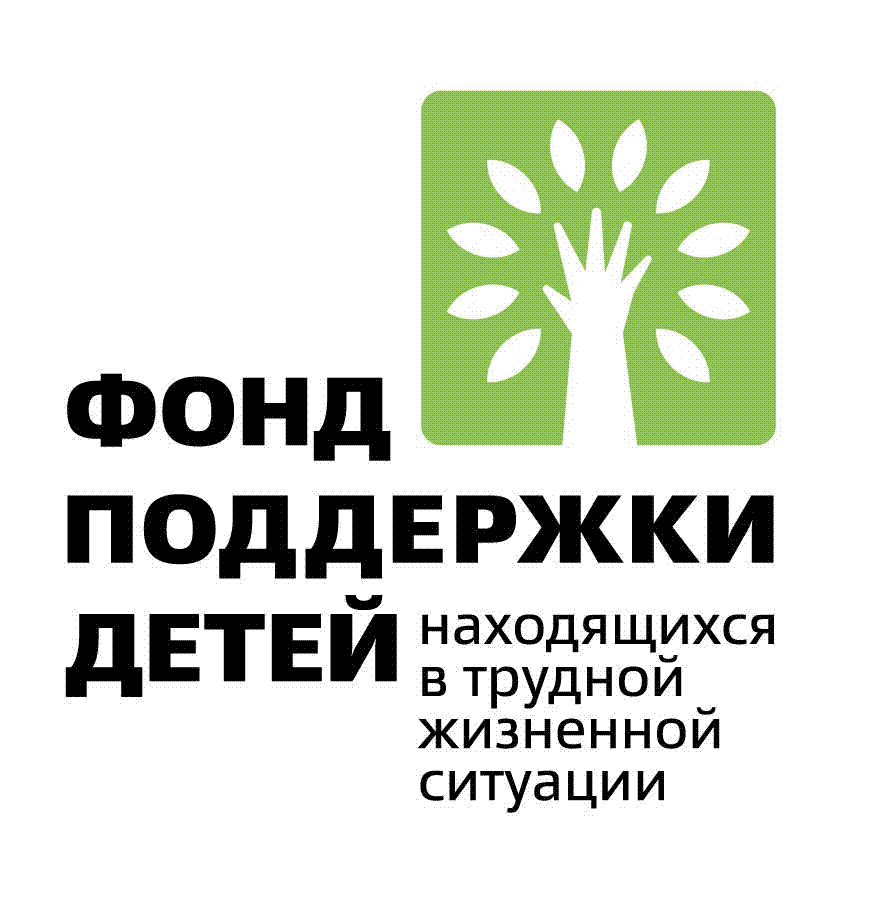 ФОНД
ПОДДЕРЖКИ
ДЕТЕЙ
находящихся
в трудной
жизненной
ситуации